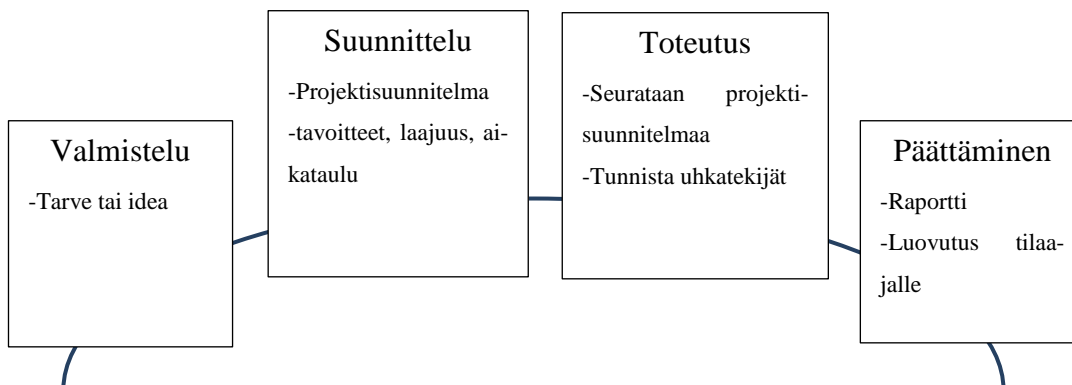 Valmistelu
-Tarve tai idea
Suunnittelu
-Projektisuunnitelma
-tavoitteet, laajuus, ai-
kataulu
Toteutus
-Seurataan projekti-
suunnitelmaa
-Tunnista uhkatekijät
Päättäminen
-Raportti
-Luovutus tilaa-
jalle